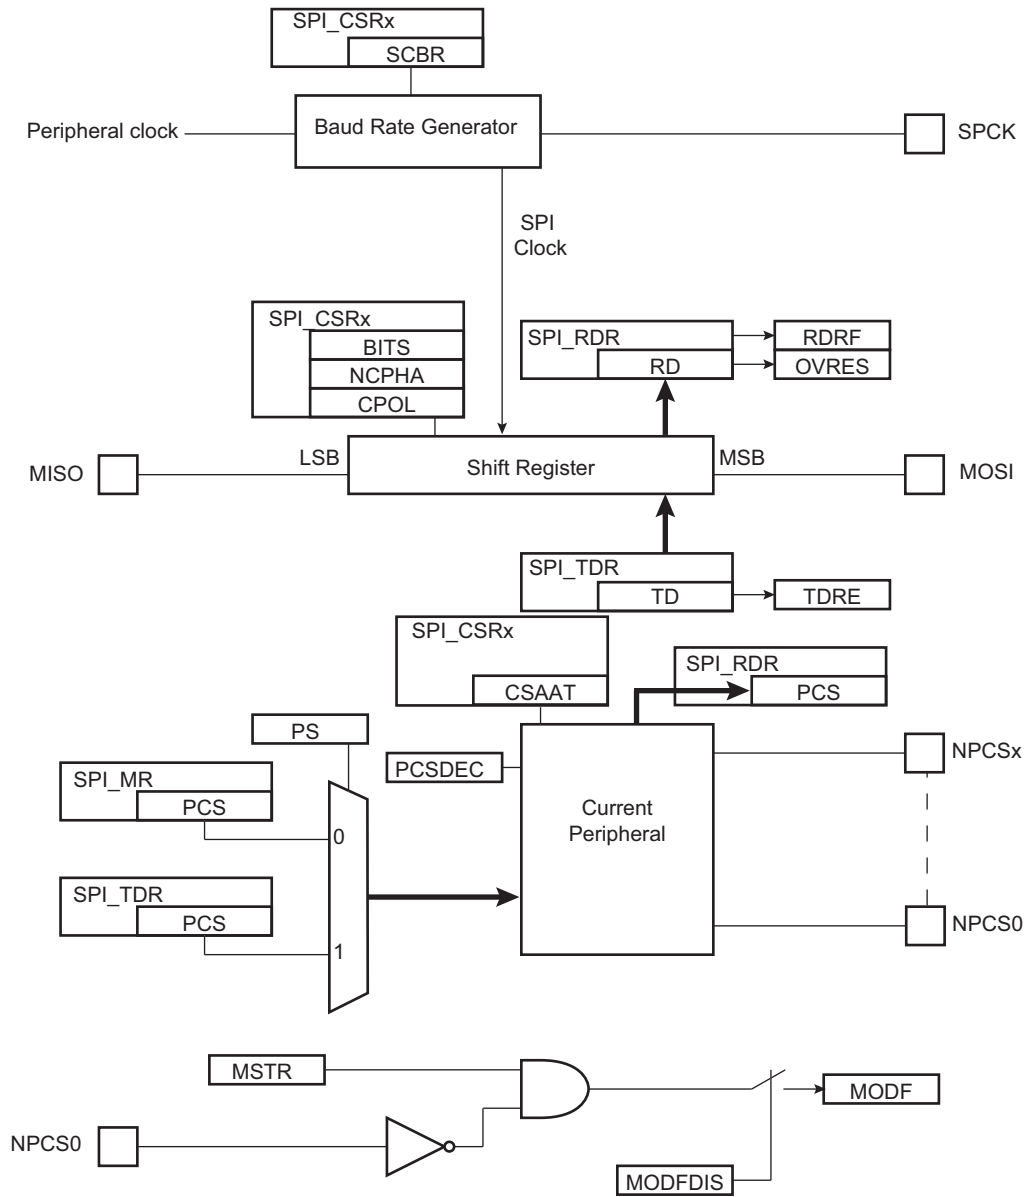 SPI_CSRx
SCBR
Peripheral clock
Baud Rate Generator
SPCK
SPI
Clock
SPI_CSRx
BITS
NCPHA
CPOL
SPI_RDR
RD
RDRF
OVRES
MISO
LSB
Shift Register
MSB
MOSI
SPI_TDR
TD
TDRE
SPI_CSRx
CSAAT
SPI_RDR
PCS
PS
PCSDEC
NPCSx
SPI_MR
PCS
0
Current
Peripheral
SPI_TDR
PCS
1
NPCS0
MSTR
MODF
NPCS0
MODFDIS